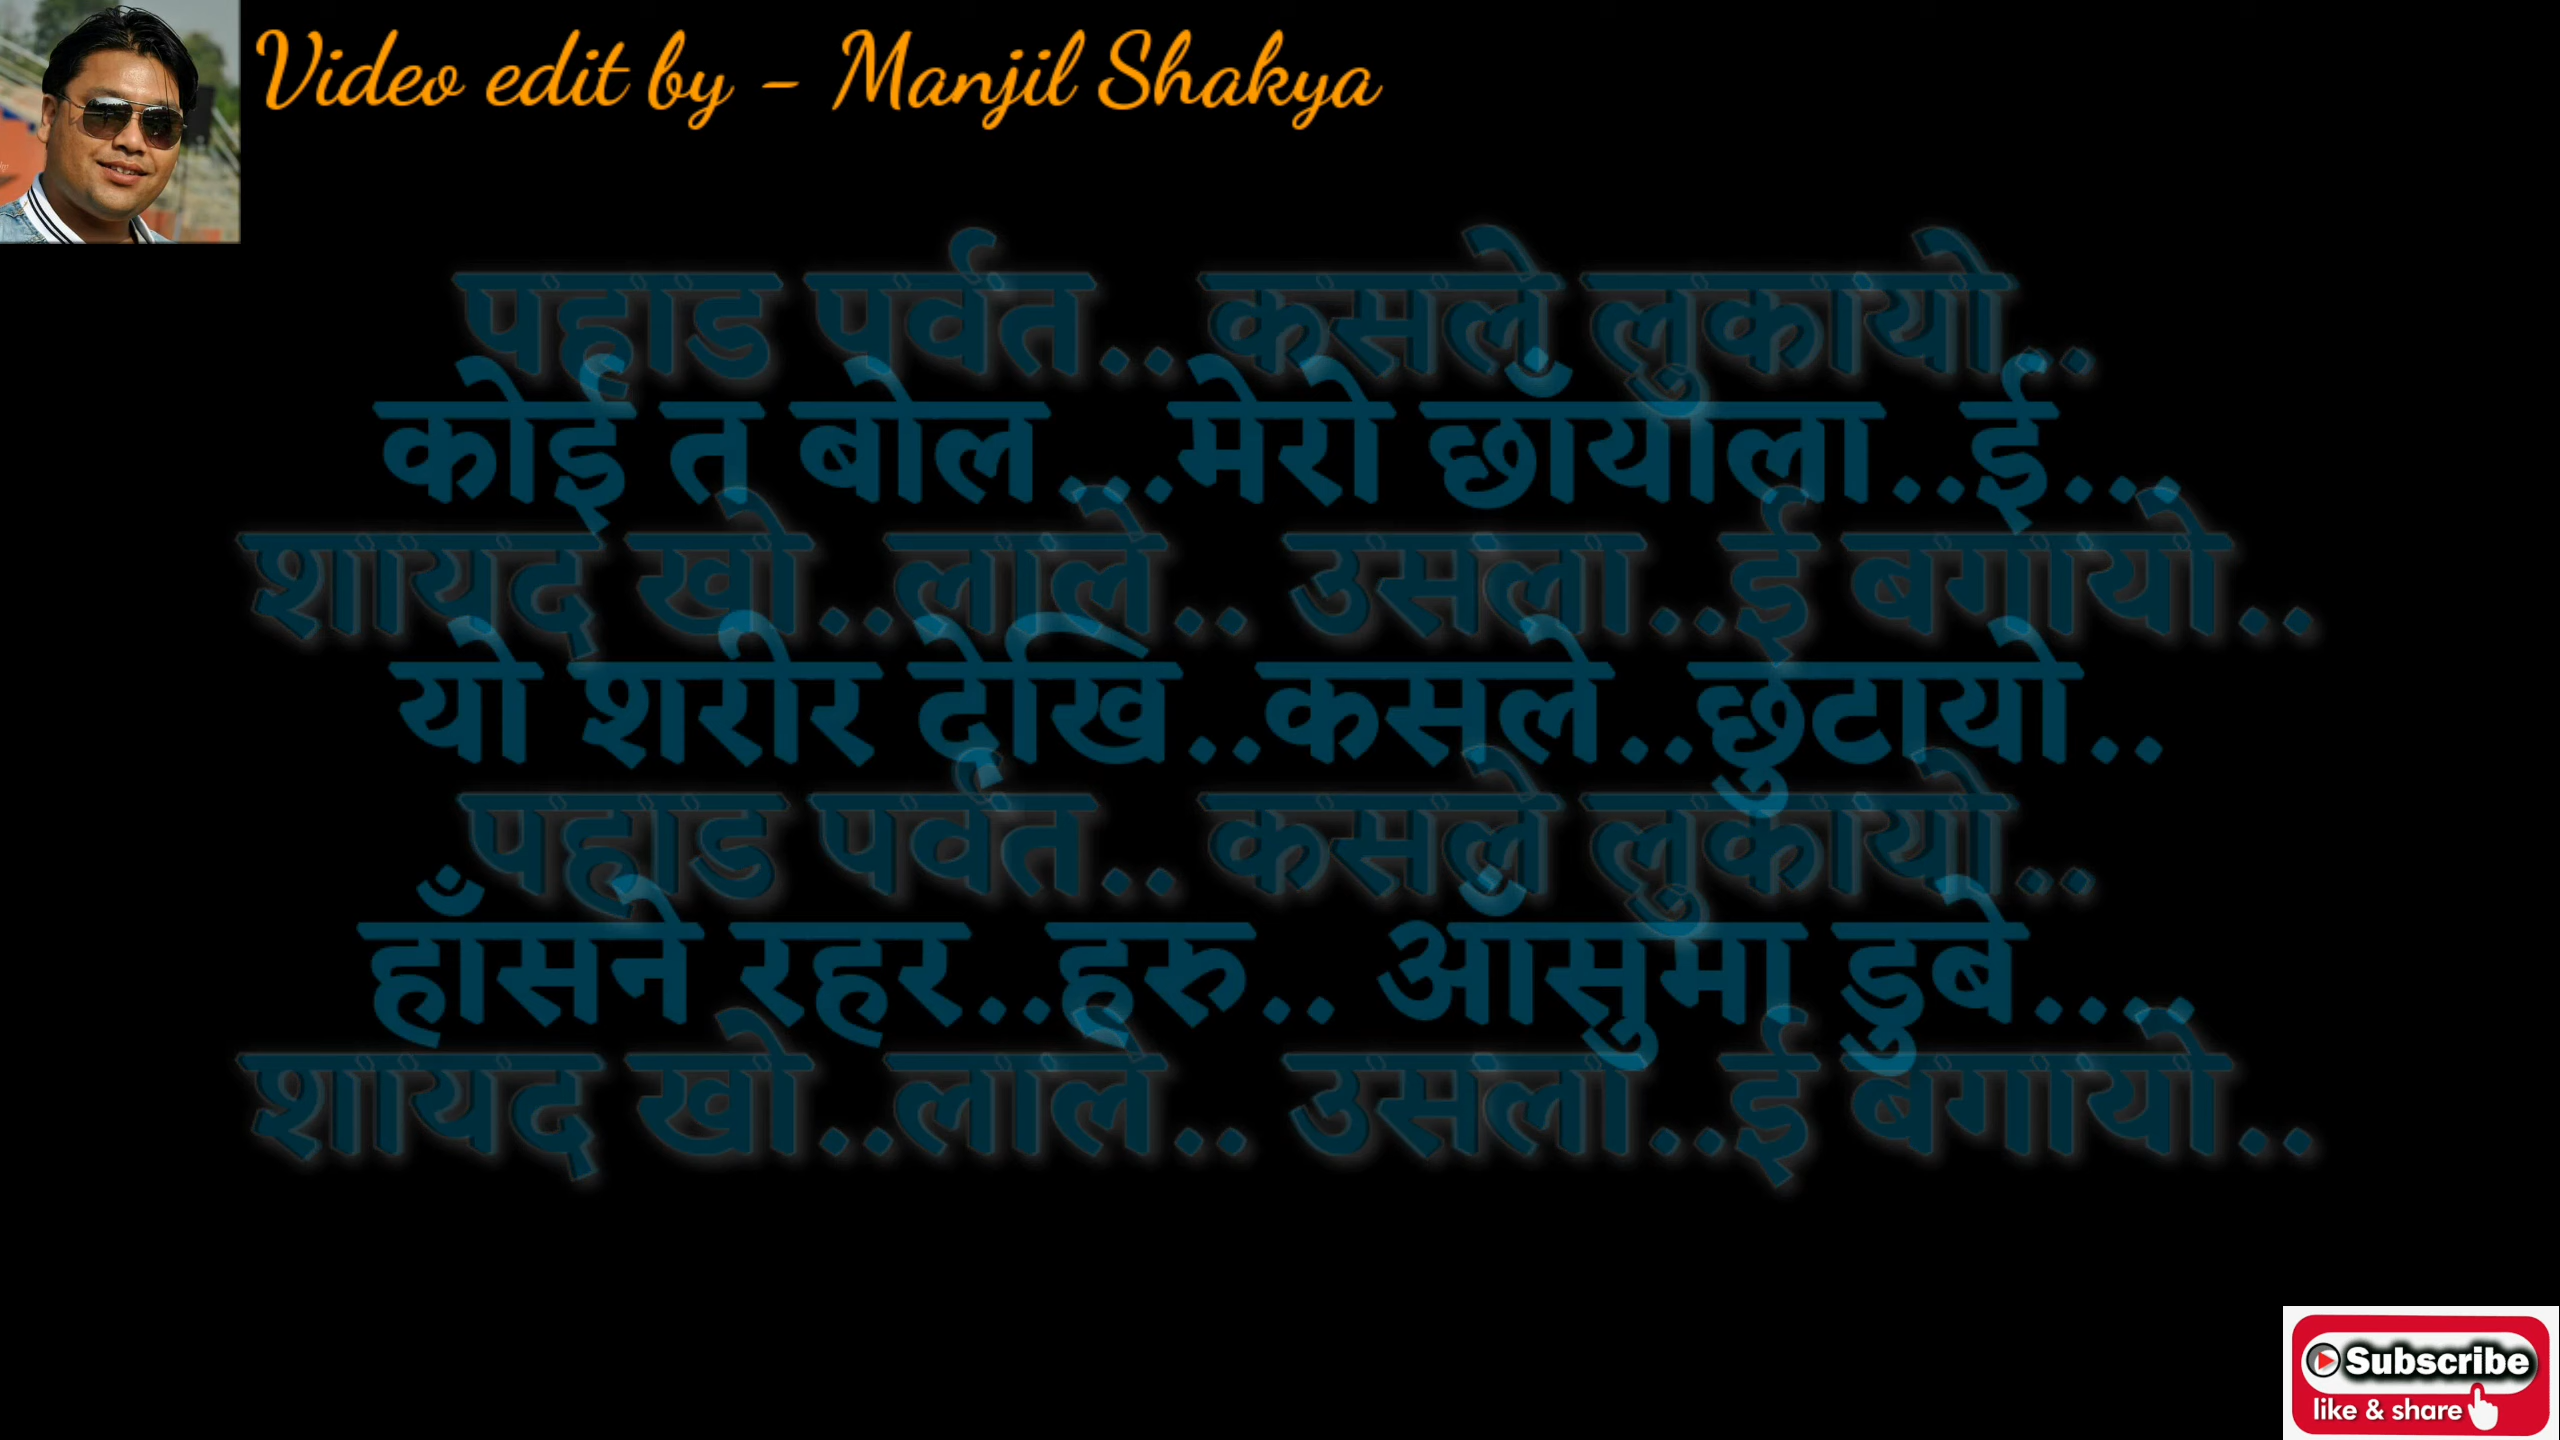 Video edit by - Manjil Shakya
पहाड पर्वत.. कसले लुकायो..
कोई त बोल...मेरो छाँयाला..ई...
शायद खो..लाले.. उसला..ई बगायो..
यो शरीर देखि..कसले..छुटायो..
पहाड पर्वत.. कसले लुकायो..
हाँसने रहर..हरु.. आँसुमा डुबे....
शायद खो..लाले.. उसला..ई बगायो..
Subscribe
like & share